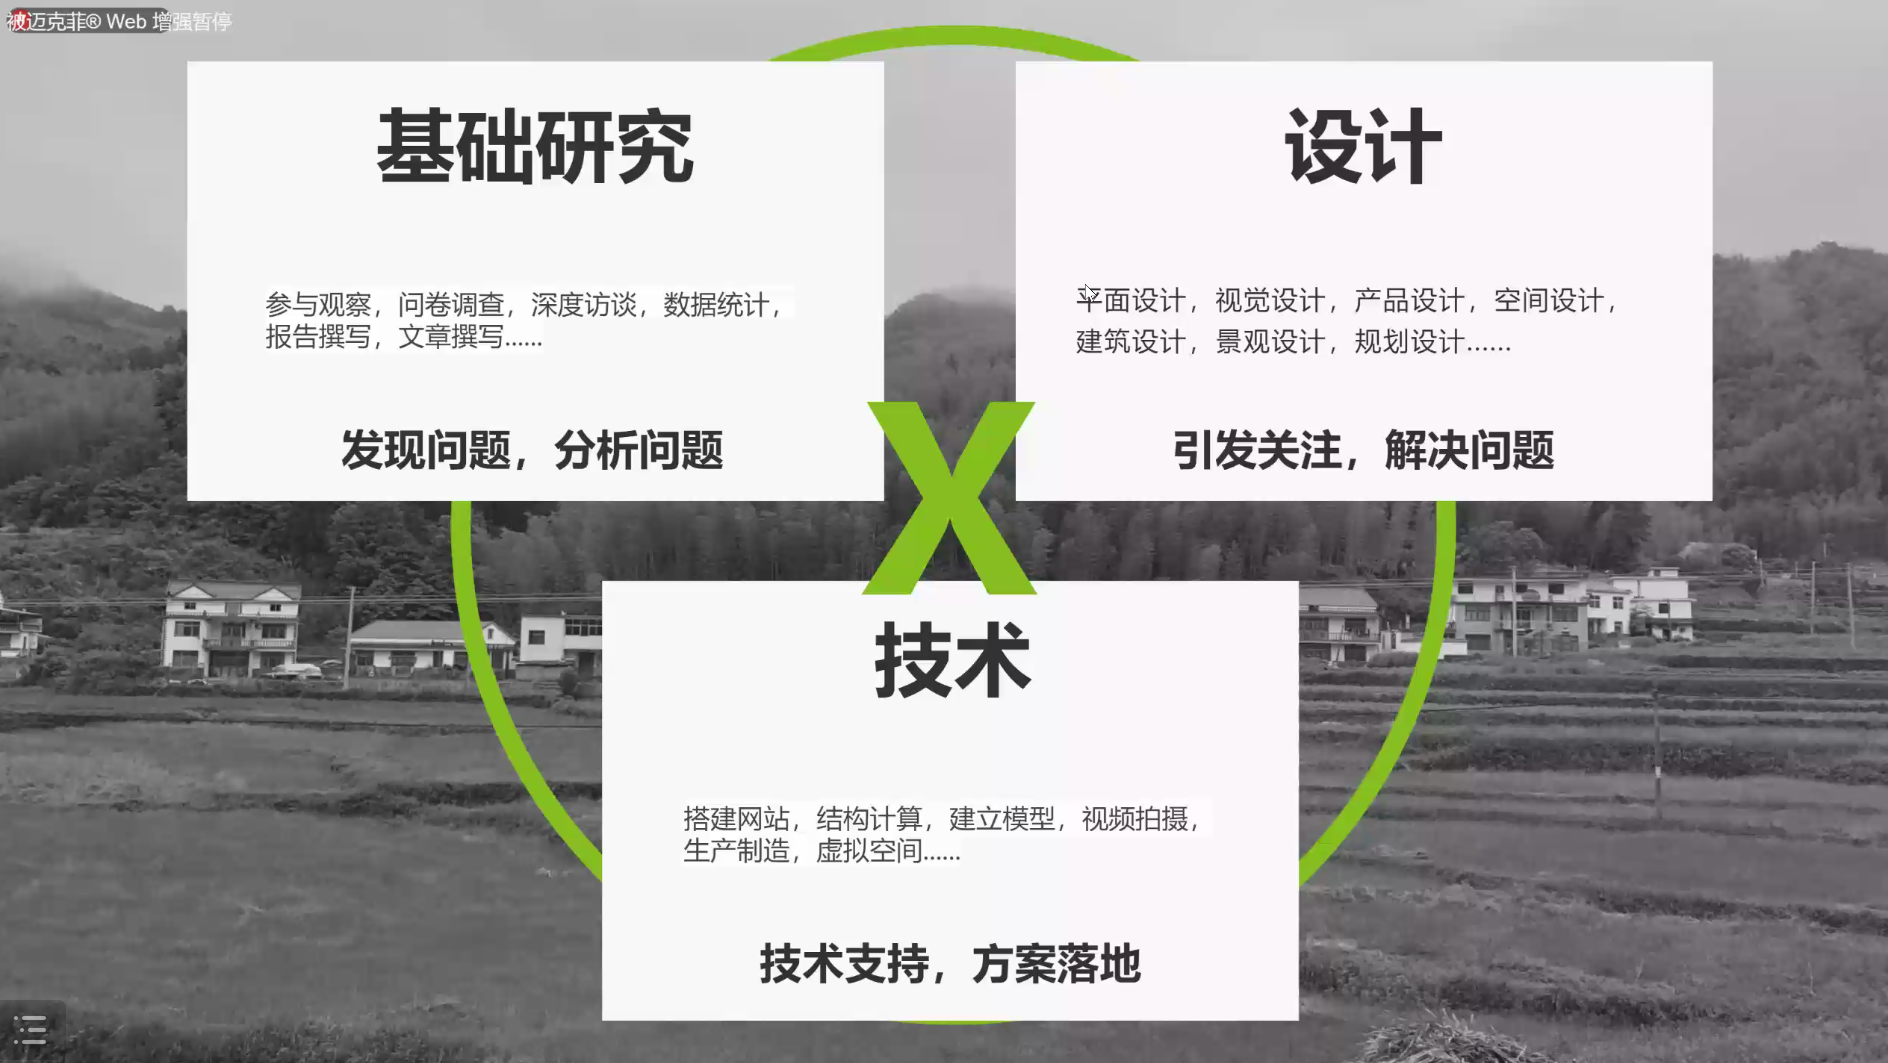 被迈克菲® Web 增强暂停
基础研究
参与观察，问卷调查，深度访谈，数据统计，
报告撰写，文章撰写……
发现问题，分析问题
设计
平面设计，视觉设计，产品设计，空间设计，
建筑设计，景观设计，规划设计……
引发关注，解决问题
X
技术
搭建网站，结构计算，建立模型，视频拍摄，
生产制造，虚拟空间……
技术支持，方案落地